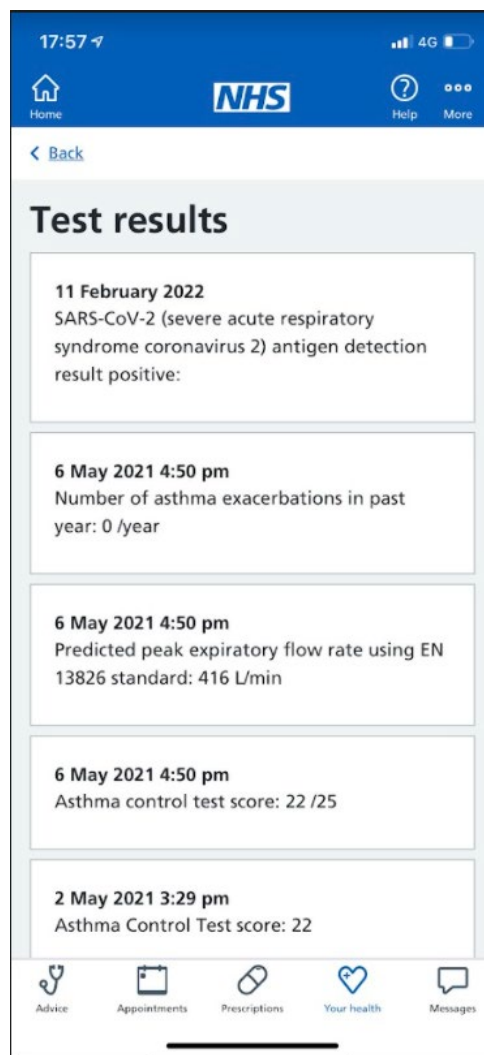 17:57
4G
NHS
Home
Help
More
Back
Test results
11 February 2022
SARS-CoV-2 (severe acute respiratory
syndrome coronavirus 2) antigen detection
result positive:
6 May 2021 4:50 pm
Number of asthma exacerbations in past
year: 0 /year
6 May 2021 4:50 pm
Predicted peak expiratory flow rate using EN
13826 standard: 416 L/min
6 May 2021 4:50 pm
Asthma control test score: 22 /25
2 May 2021 3:29 pm
Asthma Control Test score: 22
Advice
Appointments
Prescriptions
Your health
Messages